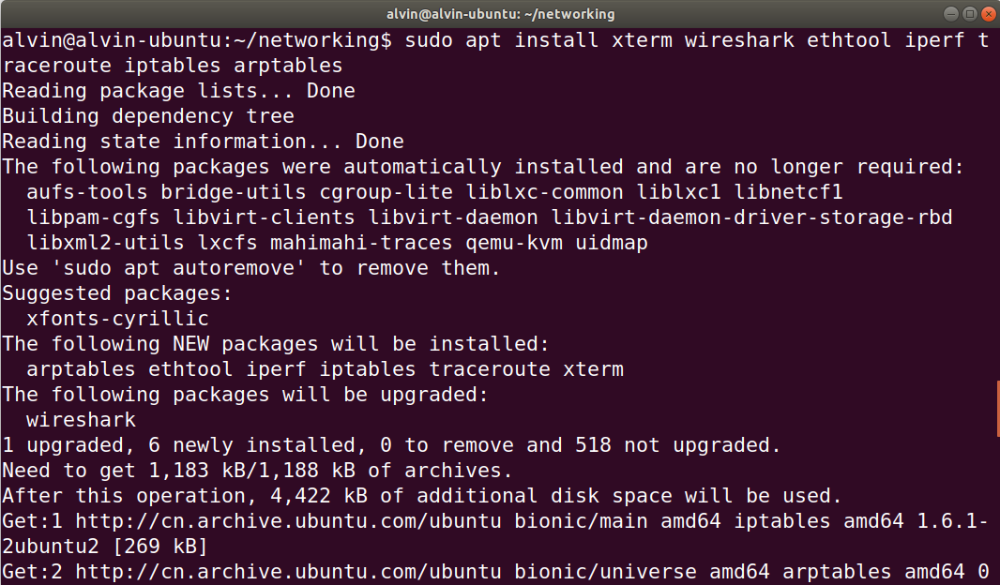 alvin@alvin-ubuntu: ~/networking
alvin@alvin-ubuntu:~/networking$ sudo apt install xterm wireshark ethtool iperf t
raceroute iptables arptables
Reading package lists... Done
Building dependency tree
Reading state information... Done
The following packages were automatically installed and are no longer required:
  aufs-tools bridge-utils cgroup-lite liblxc-common liblxc1 libnetcf1
  libpam-cgfs libvirt-clients libvirt-daemon libvirt-daemon-driver-storage-rbd
  libxml2-utils lxcfs mahimahi-traces qemu-kvm uidmap
Use 'sudo apt autoremove' to remove them.
Suggested packages:
  xfonts-cyrillic
The following NEW packages will be installed:
  arptables ethtool iperf iptables traceroute xterm
The following packages will be upgraded:
  wireshark
1 upgraded, 6 newly installed, 0 to remove and 518 not upgraded.
Need to get 1,183 kB/1,188 kB of archives.
After this operation, 4,422 kB of additional disk space will be used.
Get:1 http://cn.archive.ubuntu.com/ubuntu bionic/main amd64 iptables amd64 1.6.1-
2ubuntu2 [269 kB]
Get:2 http://cn.archive.ubuntu.com/ubuntu bionic/universe amd64 arptables amd64 0